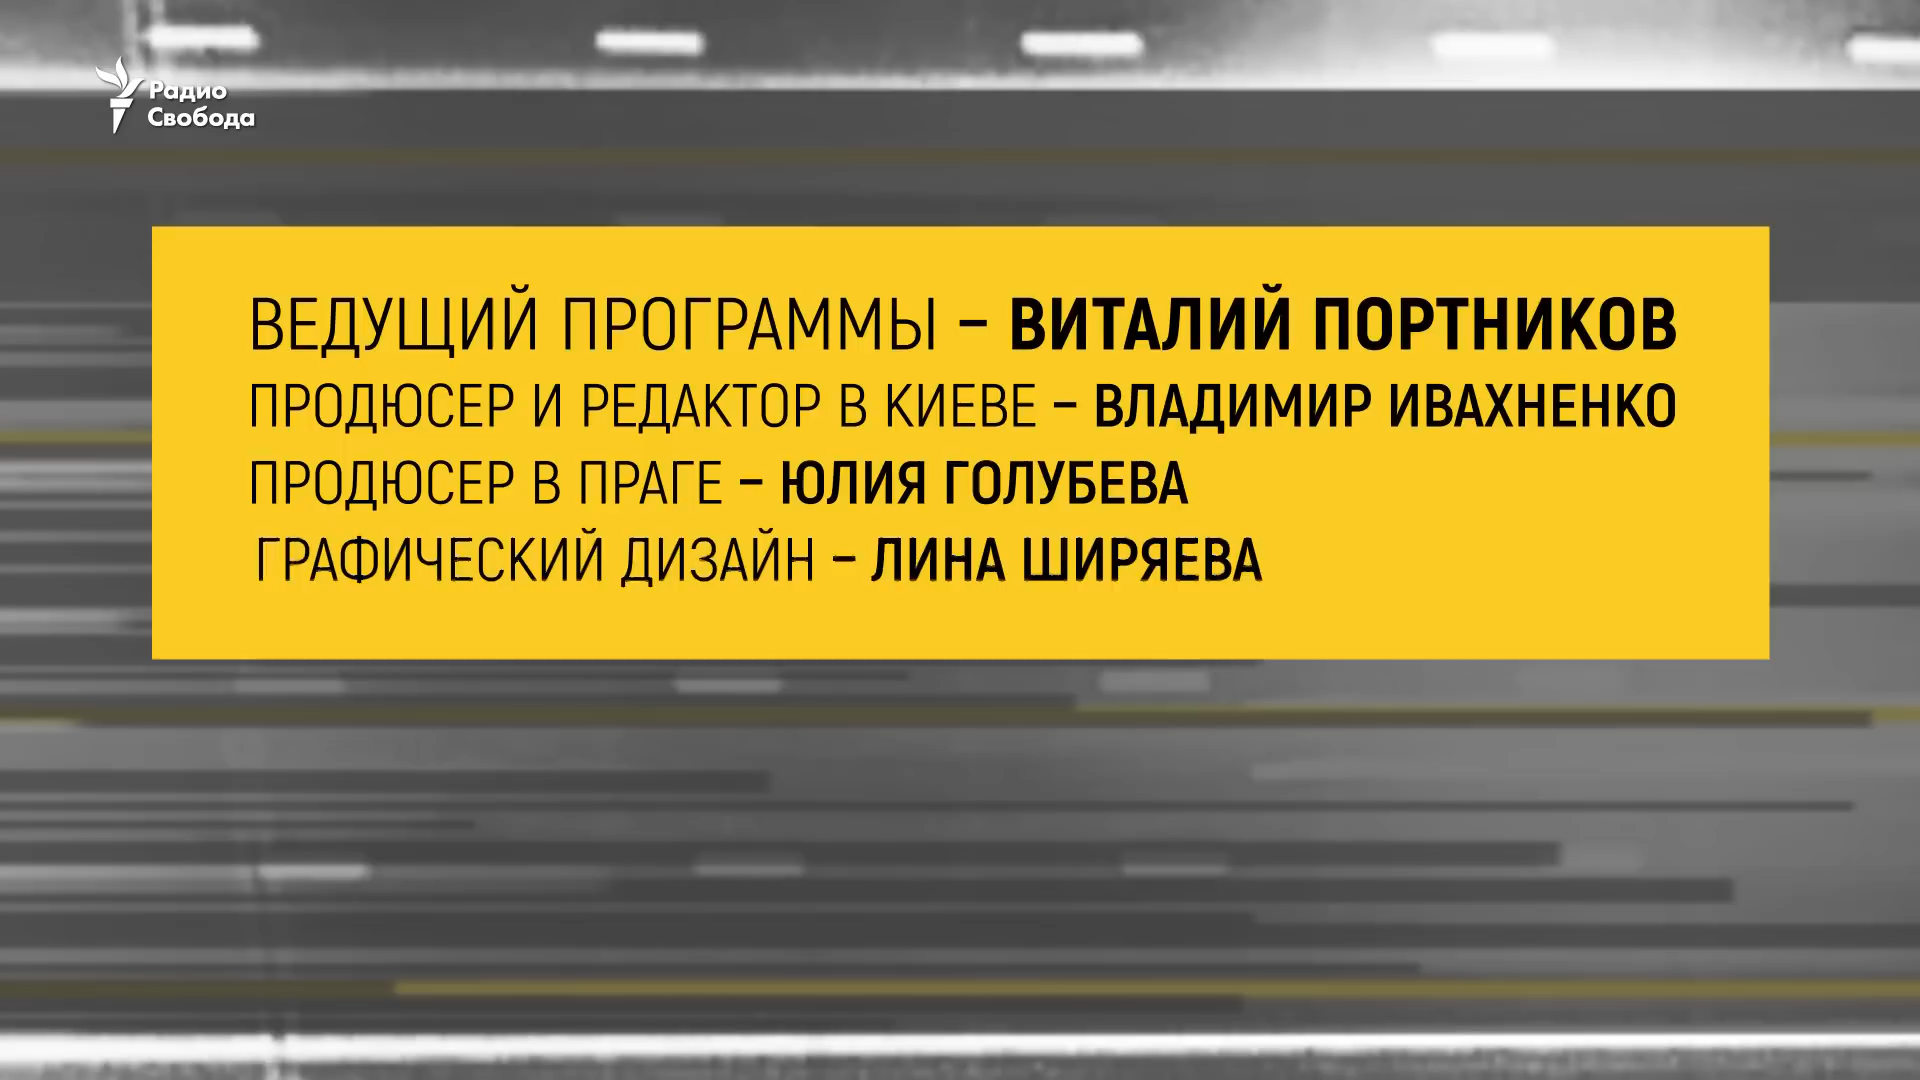 Радио
Свобода
ВЕДУЩИЙ ПРОГРАММЫ – ВИТАЛИЙ ПОРТНИКОВ
ПРОДЮСЕР И РЕДАКТОР В КИЕВЕ – ВЛАДИМИР ИВАХНЕНКО
ПРОДЮСЕР В ПРАГЕ – ЮЛИЯ ГОЛУБЕВА
ГРАФИЧЕСКИЙ ДИЗАЙН – ЛИНА ШИРЯЕВА